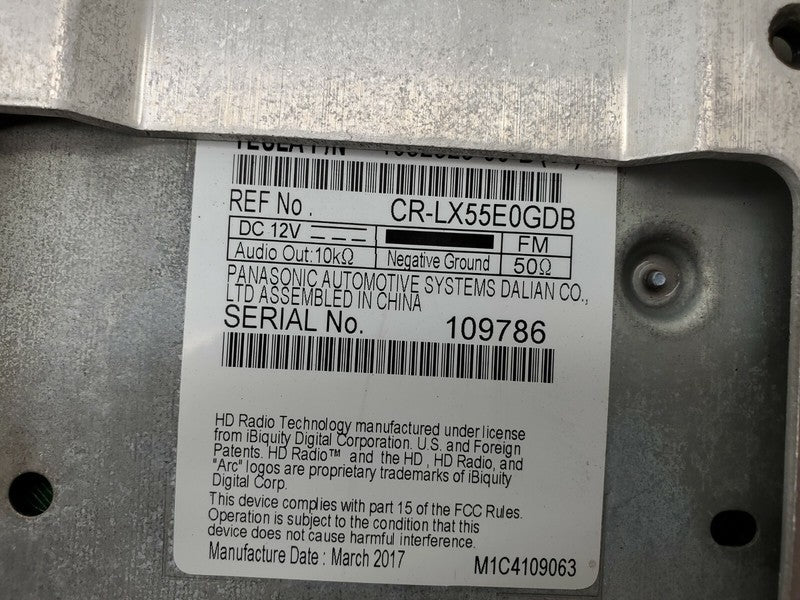 TESLA P/N
REF No. CR-LX55E0GDB
DC 12V FM
Audio Out:10kΩ Negative Ground 50Ω
PANASONIC AUTOMOTIVE SYSTEMS DALIAN CO.,
LTD ASSEMBLED IN CHINA
SERIAL No. 109786
HD Radio Technology manufactured under license
from iBiquity Digital Corporation, U.S. and Foreign
Patents. HD Radio™ and the HD , HD Radio, and
"Arc" logos are proprietary trademarks of iBiquity
Digital Corp.
This device complies with part 15 of the FCC Rules.
Operation is subject to the condition that this
device does not cause harmful interference.
Manufacture Date : March 2017 M1C4109063